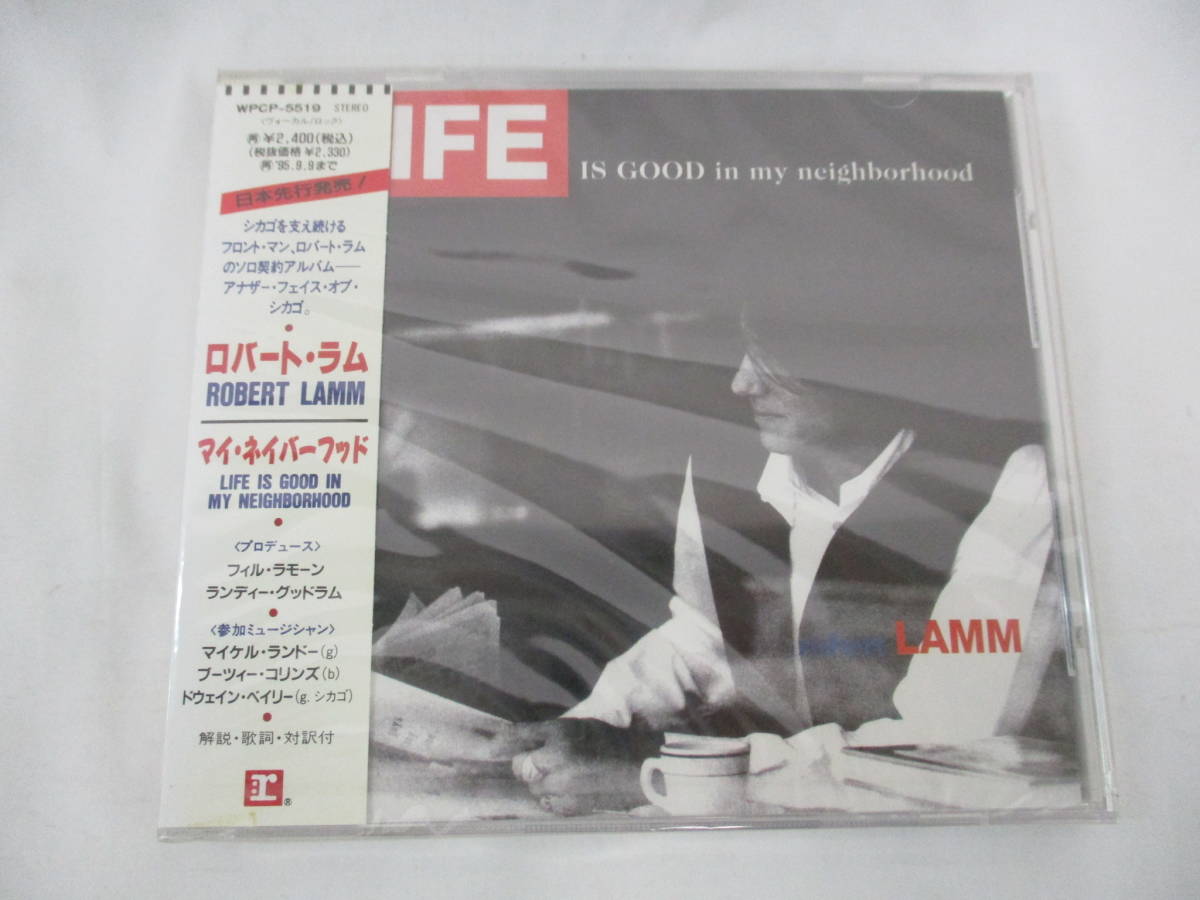 WPCP-5519 STEREO
〈ヴォーカル/ロック〉
¥2,400(税込)
(税抜価格¥2,330)
'95.9.9まで
日本先行発売!
シカゴを支え続ける
フロント・マン、ロバート・ラム
のソロ契約アルバム――
アナザー・フェイス・オブ・
シカゴ。
ロバート・ラム
ROBERT LAMM
マイ・ネイバーフッド
LIFE IS GOOD IN
MY NEIGHBORHOOD
〈プロデュース〉
フィル・ラモーン
ランディー・グッドラム
〈参加ミュージシャン〉
マイケル・ランドー(g)
ブーツィー・コリンズ(b)
ドウェイン・ベイリー(g. シカゴ)
解説・歌詞・対訳付
r®
IFE
IS GOOD in my neighborhood
LAMM